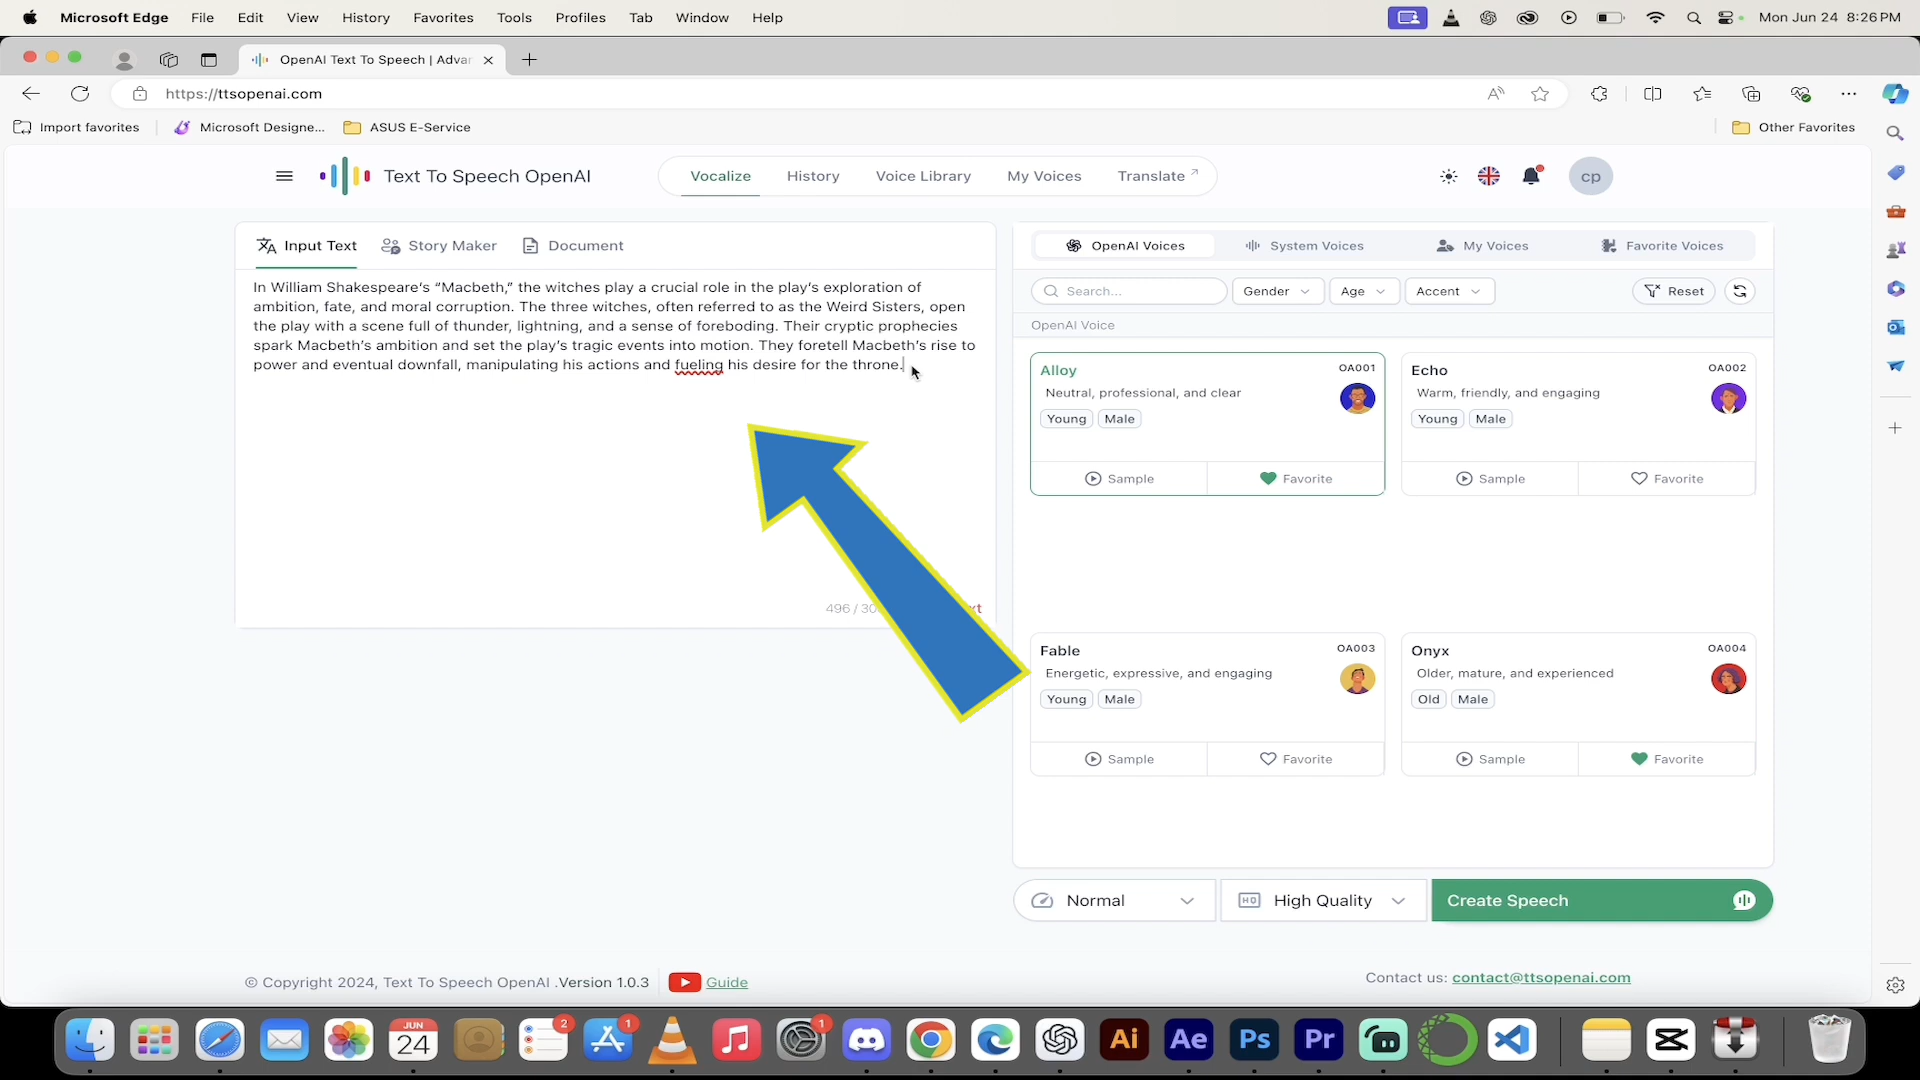 Microsoft Edge File Edit View History Favorites Tools Profiles Tab Window Help Mon Jun 24 8:26 PM
OpenAI Text To Speech | Advar
https://ttsopenai.com
Import favorites Microsoft Designe... ASUS E-Service Other Favorites
Text To Speech OpenAI Vocalize History Voice Library My Voices Translate cp
Input Text Story Maker Document
In William Shakespeare's “Macbeth,” the witches play a crucial role in the play's exploration of
ambition, fate, and moral corruption. The three witches, often referred to as the Weird Sisters, open
the play with a scene full of thunder, lightning, and a sense of foreboding. Their cryptic prophecies
spark Macbeth's ambition and set the play's tragic events into motion. They foretell Macbeth's rise to
power and eventual downfall, manipulating his actions and fueling his desire for the throne.
496 / 30
xt
OpenAI Voices System Voices My Voices Favorite Voices
Search... Gender Age Accent Reset
OpenAI Voice
Alloy OA001
Neutral, professional, and clear
Young Male
Sample Favorite
Echo OA002
Warm, friendly, and engaging
Young Male
Sample Favorite
Fable OA003
Energetic, expressive, and engaging
Young Male
Sample Favorite
Onyx OA004
Older, mature, and experienced
Old Male
Sample Favorite
Normal HQ High Quality Create Speech
© Copyright 2024, Text To Speech OpenAI .Version 1.0.3 Guide
Contact us: contact@ttsopenai.com
JUN
24
2
1
1
Ai Ae Ps Pr